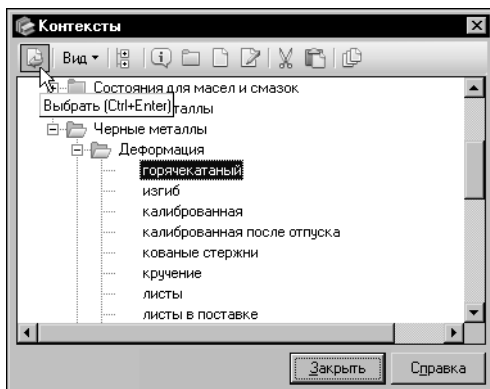 Контексты
Вид
Состояния для масел и смазок
Выбрать (Ctrl+Enter)
таллы
Черные металлы
Деформация
горячекатаный
изгиб
калиброванная
калиброванная после отпуска
кованые стержни
кручение
листы
листы в поставке
Закрыть Справка